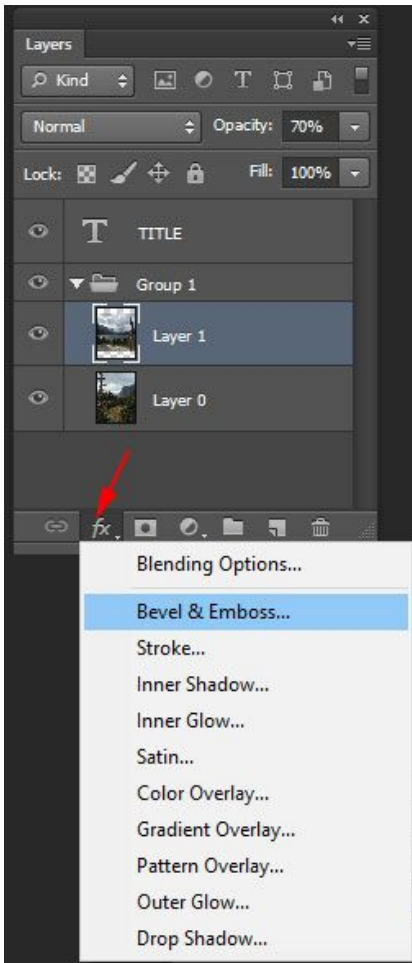 Layers
Kind
Normal Opacity: 70%
Lock: Fill: 100%
T TITLE
Group 1
Layer 1
Layer 0
fx
Blending Options...
Bevel & Emboss...
Stroke...
Inner Shadow...
Inner Glow...
Satin...
Color Overlay...
Gradient Overlay...
Pattern Overlay...
Outer Glow...
Drop Shadow...